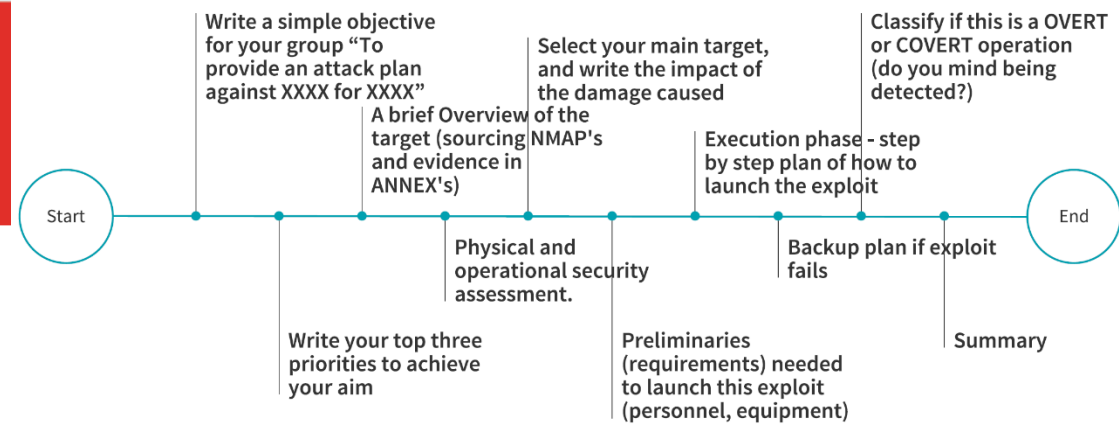 Start
Write a simple objective
for your group “To
provide an attack plan
against XXXX for XXXX”
Write your top three
priorities to achieve
your aim
A brief Overview of the
target (sourcing NMAP's
and evidence in
ANNEX's)
Physical and
operational security
assessment.
Select your main target,
and write the impact of
the damage caused
Preliminaries
(requirements) needed
to launch this exploit
(personnel, equipment)
Execution phase - step
by step plan of how to
launch the exploit
Backup plan if exploit
fails
Classify if this is a OVERT
or COVERT operation
(do you mind being
detected?)
Summary
End